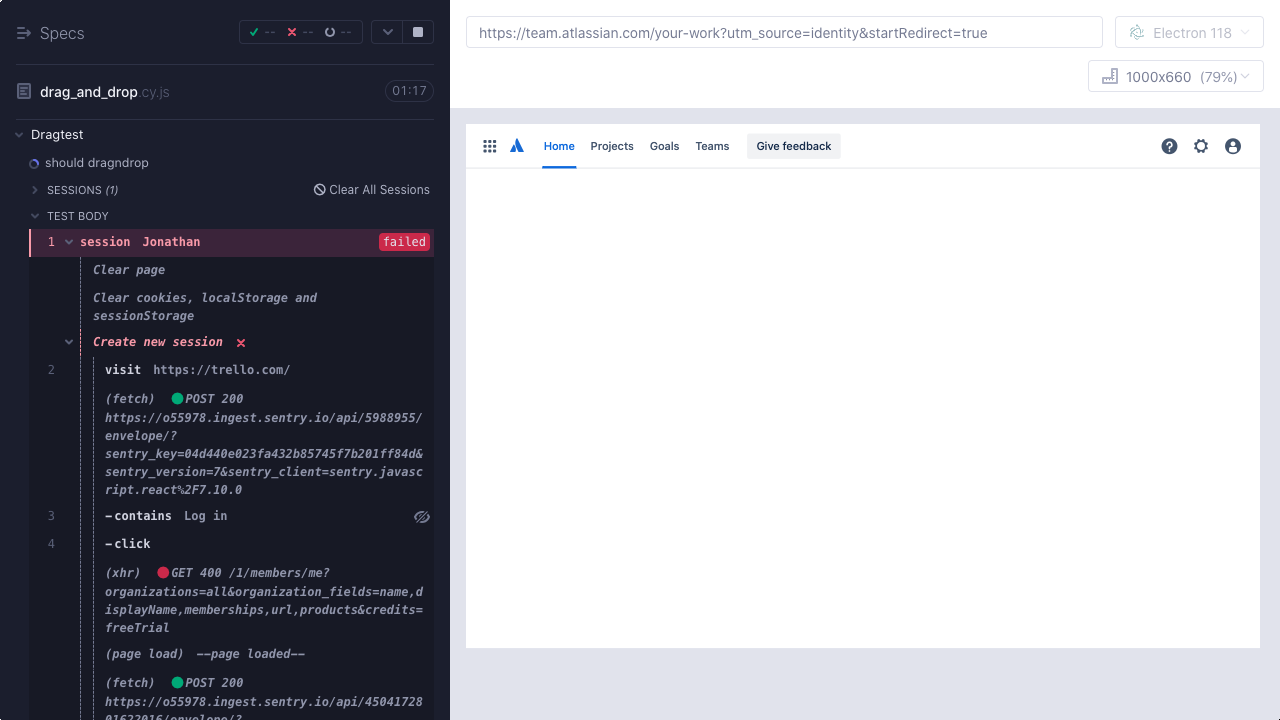 Specs
--
--
--
drag_and_drop.cy.js
01:17
Dragtest
should dragndrop
SESSIONS (1)
Clear All Sessions
TEST BODY
1 session Jonathan failed
Clear page
Clear cookies, localStorage and
sessionStorage
Create new session
2 visit https://trello.com/
(fetch) POST 200
https://o55978.ingest.sentry.io/api/5988955/
envelope/?
sentry_key=04d440e023fa432b85745f7b201ff84d&
sentry_version=7&sentry_client=sentry.javasc
ript.react%2F7.10.0
3 -contains Log in
4 -click
(xhr) GET 400 /1/members/me?
organizations=all&organization_fields=name,d
isplayName,memberships,url,products&credits=
freeTrial
(page load) --page loaded--
(fetch) POST 200
https://o55978.ingest.sentry.io/api/45041728
01622016/envelope/?
https://team.atlassian.com/your-work?utm_source=identity&startRedirect=true
Electron 118
1000x660 (79%)
Home Projects Goals Teams Give feedback